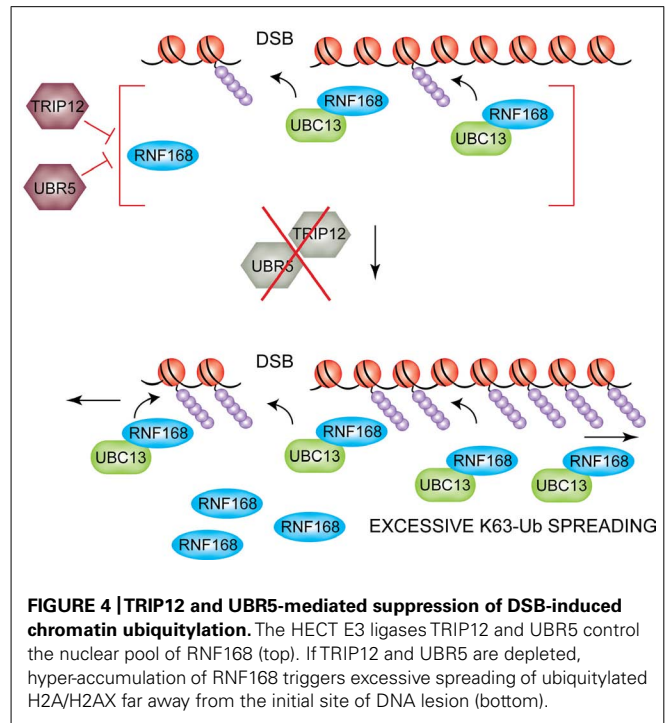 DSB
TRIP12
RNF168
UBC13
RNF168
UBC13
RNF168
UBR5
TRIP12
UBR5
DSB
RNF168
UBC13
RNF168
UBC13
RNF168
UBC13
RNF168
UBC13
RNF168
RNF168
RNF168
EXCESSIVE K63-Ub SPREADING
FIGURE 4 | TRIP12 and UBR5-mediated suppression of DSB-induced
chromatin ubiquitylation. The HECT E3 ligases TRIP12 and UBR5 control
the nuclear pool of RNF168 (top). If TRIP12 and UBR5 are depleted,
hyper-accumulation of RNF168 triggers excessive spreading of ubiquitylated
H2A/H2AX far away from the initial site of DNA lesion (bottom).